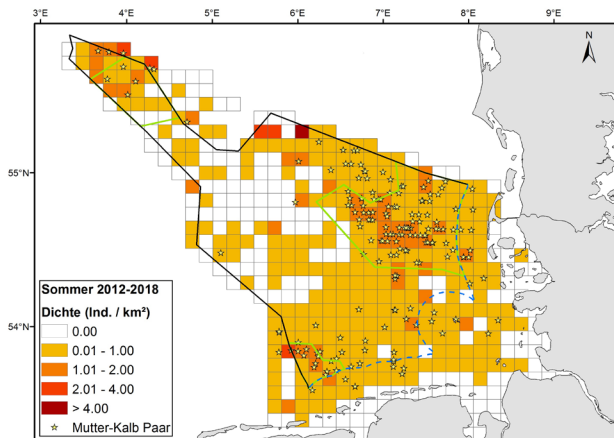 3°E
4°E
5°E
6°E
7°E
8°E
9°E
N
55°N
54°N
Sommer 2012-2018
Dichte (Ind. / km²)
0.00
0.01 - 1.00
1.01 - 2.00
2.01 - 4.00
> 4.00
Mutter-Kalb Paar